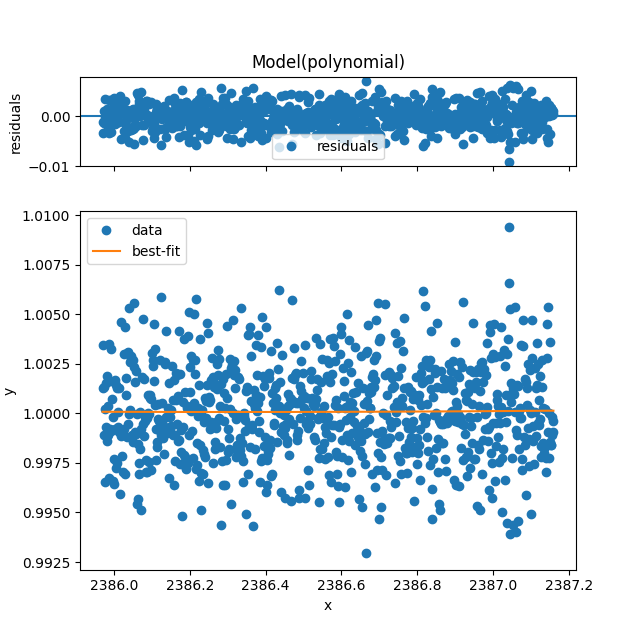 Model(polynomial)
residuals
0.00
−0.01
residuals
1.0100
1.0075
1.0050
1.0025
1.0000
0.9975
0.9950
0.9925
y
data
best-fit
2386.0 2386.2 2386.4 2386.6 2386.8 2387.0 2387.2
x